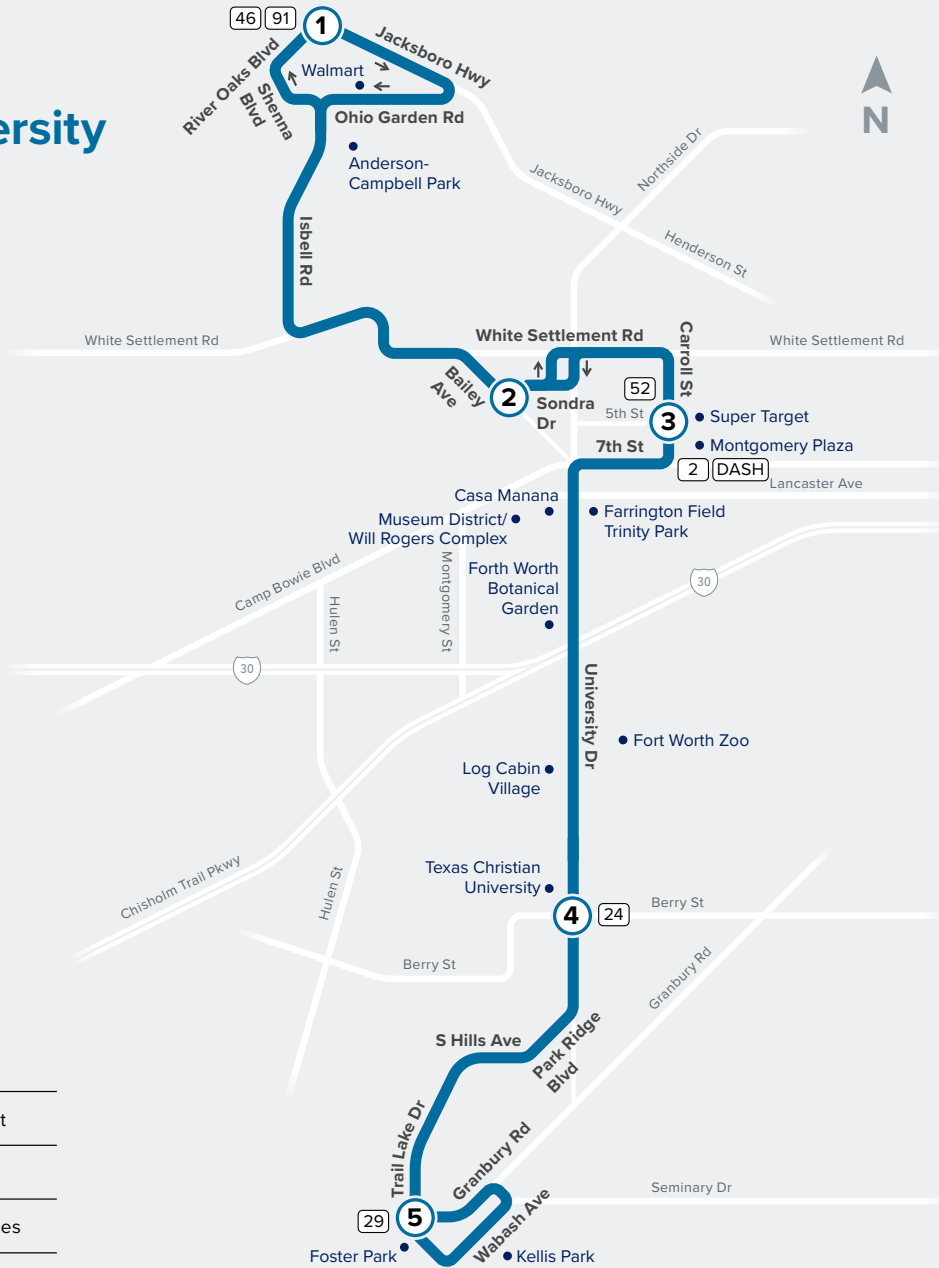 46
91
1
Jacksboro Hwy
River Oaks Blvd
Walmart
Shenna
Blvd
Ohio Garden Rd
ersity
N
Anderson-
Campbell Park
Northside Dr
Jacksboro Hwy
Henderson St
Isbell Rd
White Settlement Rd
White Settlement Rd
Carroll St
White Settlement Rd
Bailey
Ave
2
Sondra
Dr
52
5th St
3
Super Target
7th St
Montgomery Plaza
2
DASH
Lancaster Ave
Casa Manana
Museum District/
Will Rogers Complex
Farrington Field
Trinity Park
Camp Bowie Blvd
Montgomery St
Forth Worth
Botanical
Garden
30
Hulen St
30
University Dr
Fort Worth Zoo
Log Cabin
Village
Chisholm Trail Pkwy
Hulen St
Texas Christian
University
4
24
Berry St
Berry St
Granbury Rd
S Hills Ave
Park Ridge
Blvd
t
Trail Lake Dr
Granbury Rd
Seminary Dr
29
5
Wabash Ave
es
Foster Park
Kellis Park